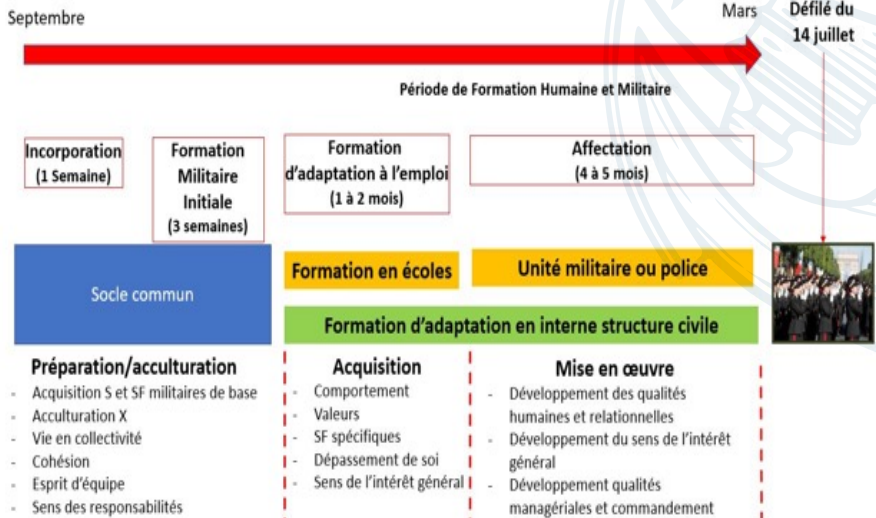 Septembre
Mars
Défilé du
14 juillet
Période de Formation Humaine et Militaire
Incorporation
(1 Semaine)
Formation
Militaire
Initiale
(3 semaines)
Formation
d'adaptation à l'emploi
(1 à 2 mois)
Affectation
(4 à 5 mois)
Socle commun
Formation en écoles
Unité militaire ou police
Formation d'adaptation en interne structure civile
Préparation/acculturation
- Acquisition S et SF militaires de base
- Acculturation X
- Vie en collectivité
- Cohésion
- Esprit d'équipe
- Sens des responsabilités
Acquisition
- Comportement
- Valeurs
- SF spécifiques
- Dépassement de soi
- Sens de l'intérêt général
Mise en œuvre
- Développement des qualités
humaines et relationnelles
- Développement du sens de l'intérêt
général
- Développement qualités
managériales et commandement